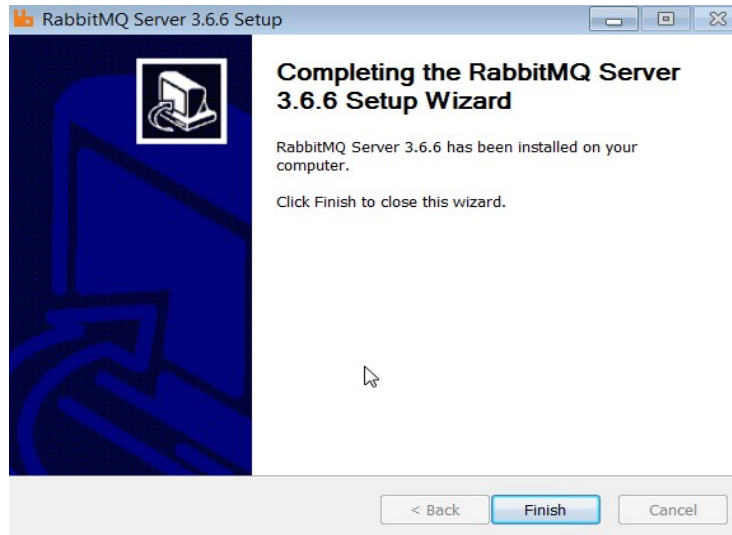 RabbitMQ Server 3.6.6 Setup
Completing the RabbitMQ Server
3.6.6 Setup Wizard
RabbitMQ Server 3.6.6 has been installed on your
computer.
Click Finish to close this wizard.
< Back
Finish
Cancel